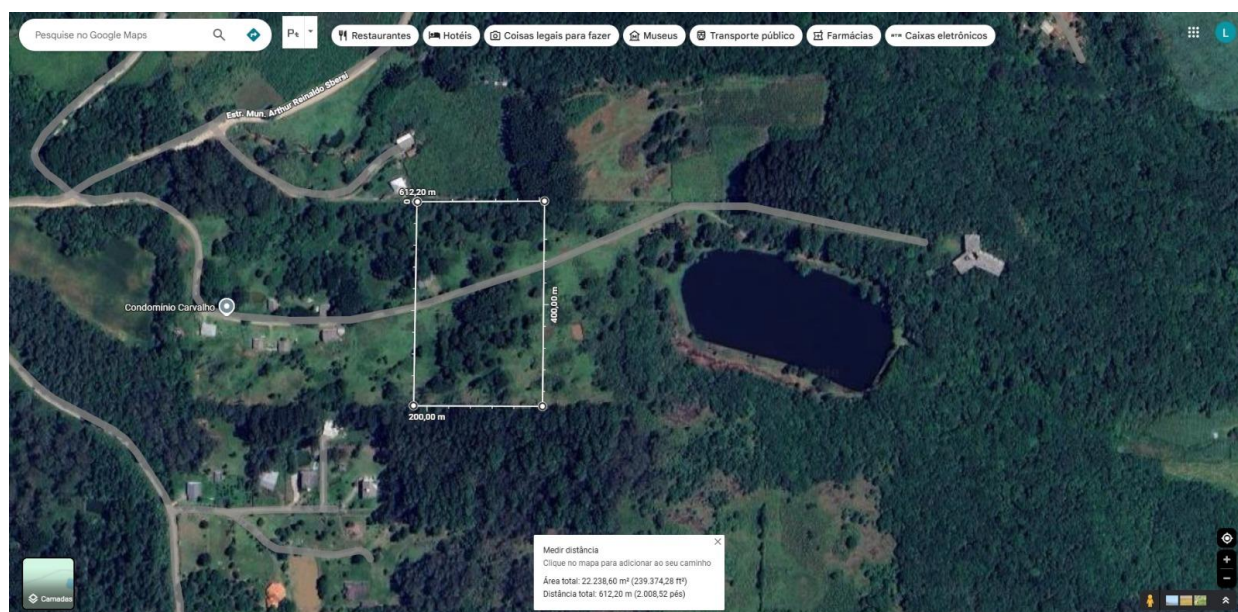 Pesquise no Google Maps
Restaurantes
Hotéis
Coisas legais para fazer
Museus
Transporte público
Farmácias
Caixas eletrônicos
L
Estr. Mun. Arthur Reinaldo Sbersi
612,20 m
0
Condomínio Carvalho
400,00 m
200,00 m
Medir distância
Clique no mapa para adicionar ao seu caminho
Área total: 22.238,60 m² (239.374,28 ft²)
Distância total: 612,20 m (2.008,52 pés)
Camadas